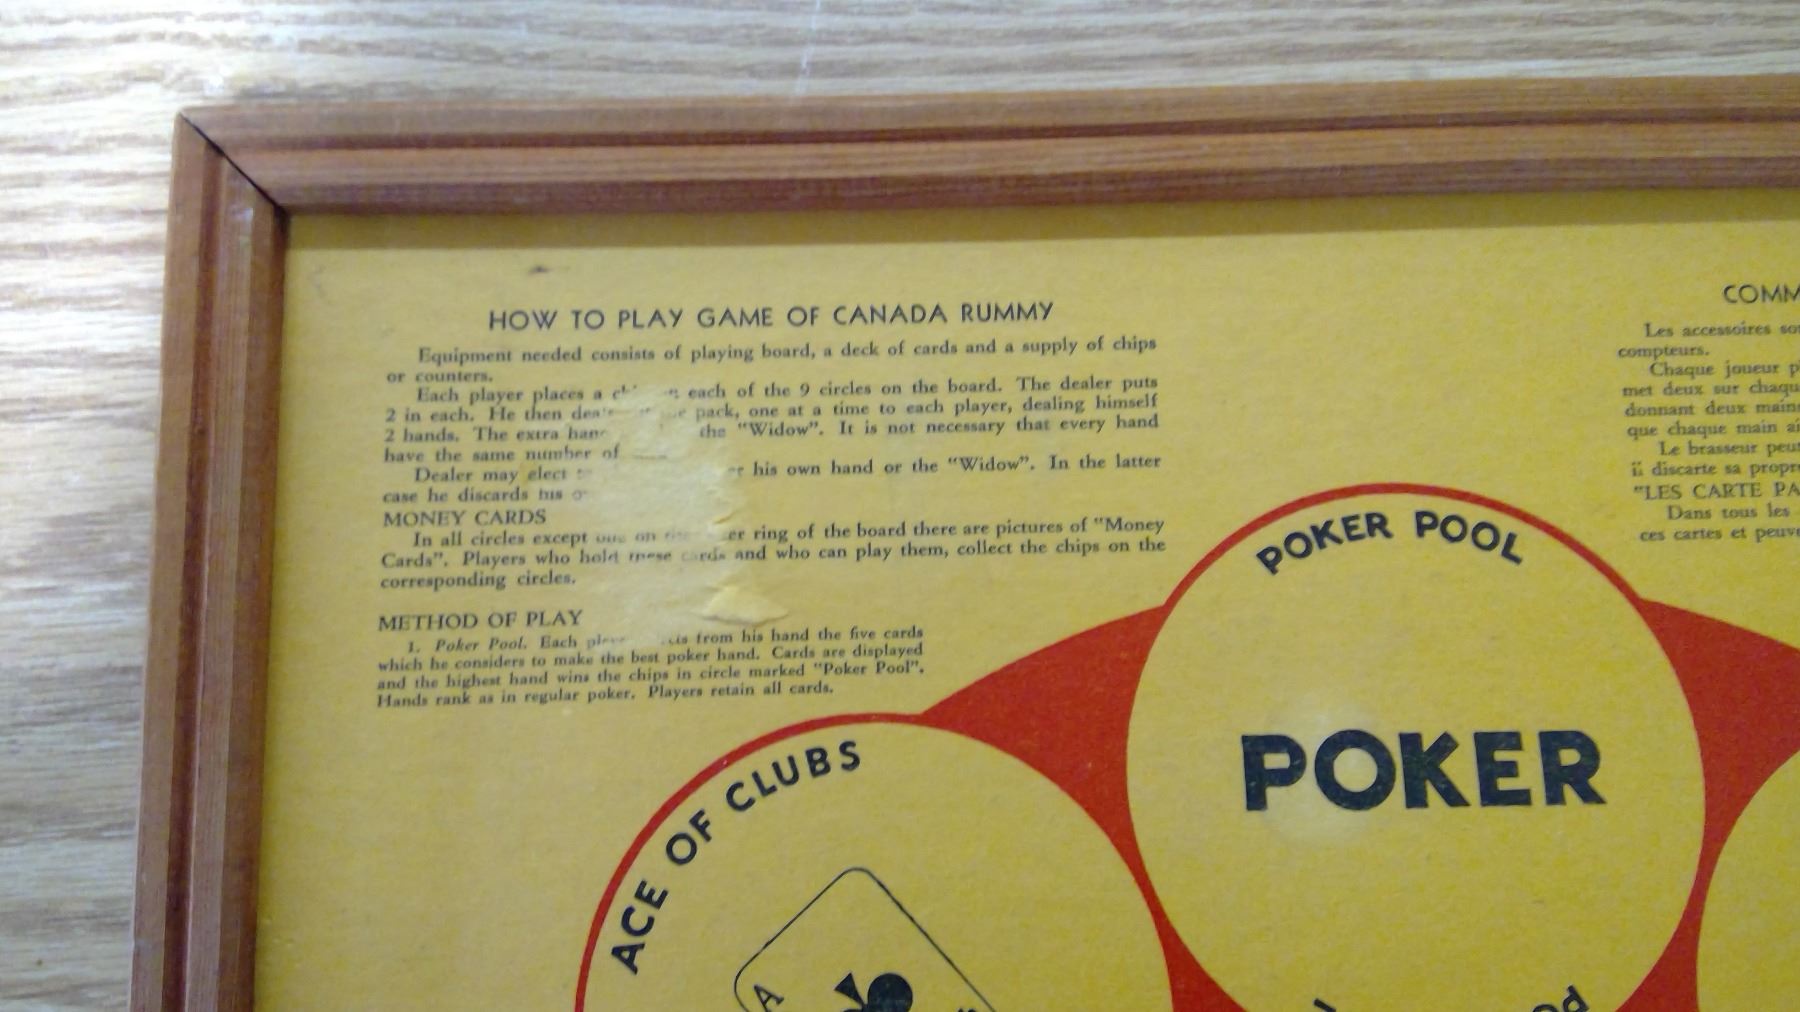 HOW TO PLAY GAME OF CANADA RUMMY
Equipment needed consists of playing board, a deck of cards and a supply of chips
or counters.
Each player places a each of the 9 circles on the board. The dealer puts
2 in each. He then pack, one at a time to each player, dealing himself
2 hands. The extra the "Widow". It is not necessary that every hand
have the same number of
Dealer may elect his own hand or the "Widow". In the latter
case he discards his
MONEY CARDS
In all circles except on ring of the board there are pictures of "Money
Cards". Players who hold these cards and who can play them, collect the chips on the
corresponding circles.
METHOD OF PLAY
1. Poker Pool. Each from his hand the five cards
which he considers to make the best poker hand. Cards are displayed
and the highest hand wins the chips in circle marked "Poker Pool".
Hands rank as in regular poker. Players retain all cards.
COMM
Les accessoires
compteurs.
Chaque joueur
met deux sur
donnant deux
que chaque main
Le brasseur
il discarte sa
"LES CARTE
Dans tous les
ces cartes et
POKER POOL
POKER
ACE OF CLUBS
A